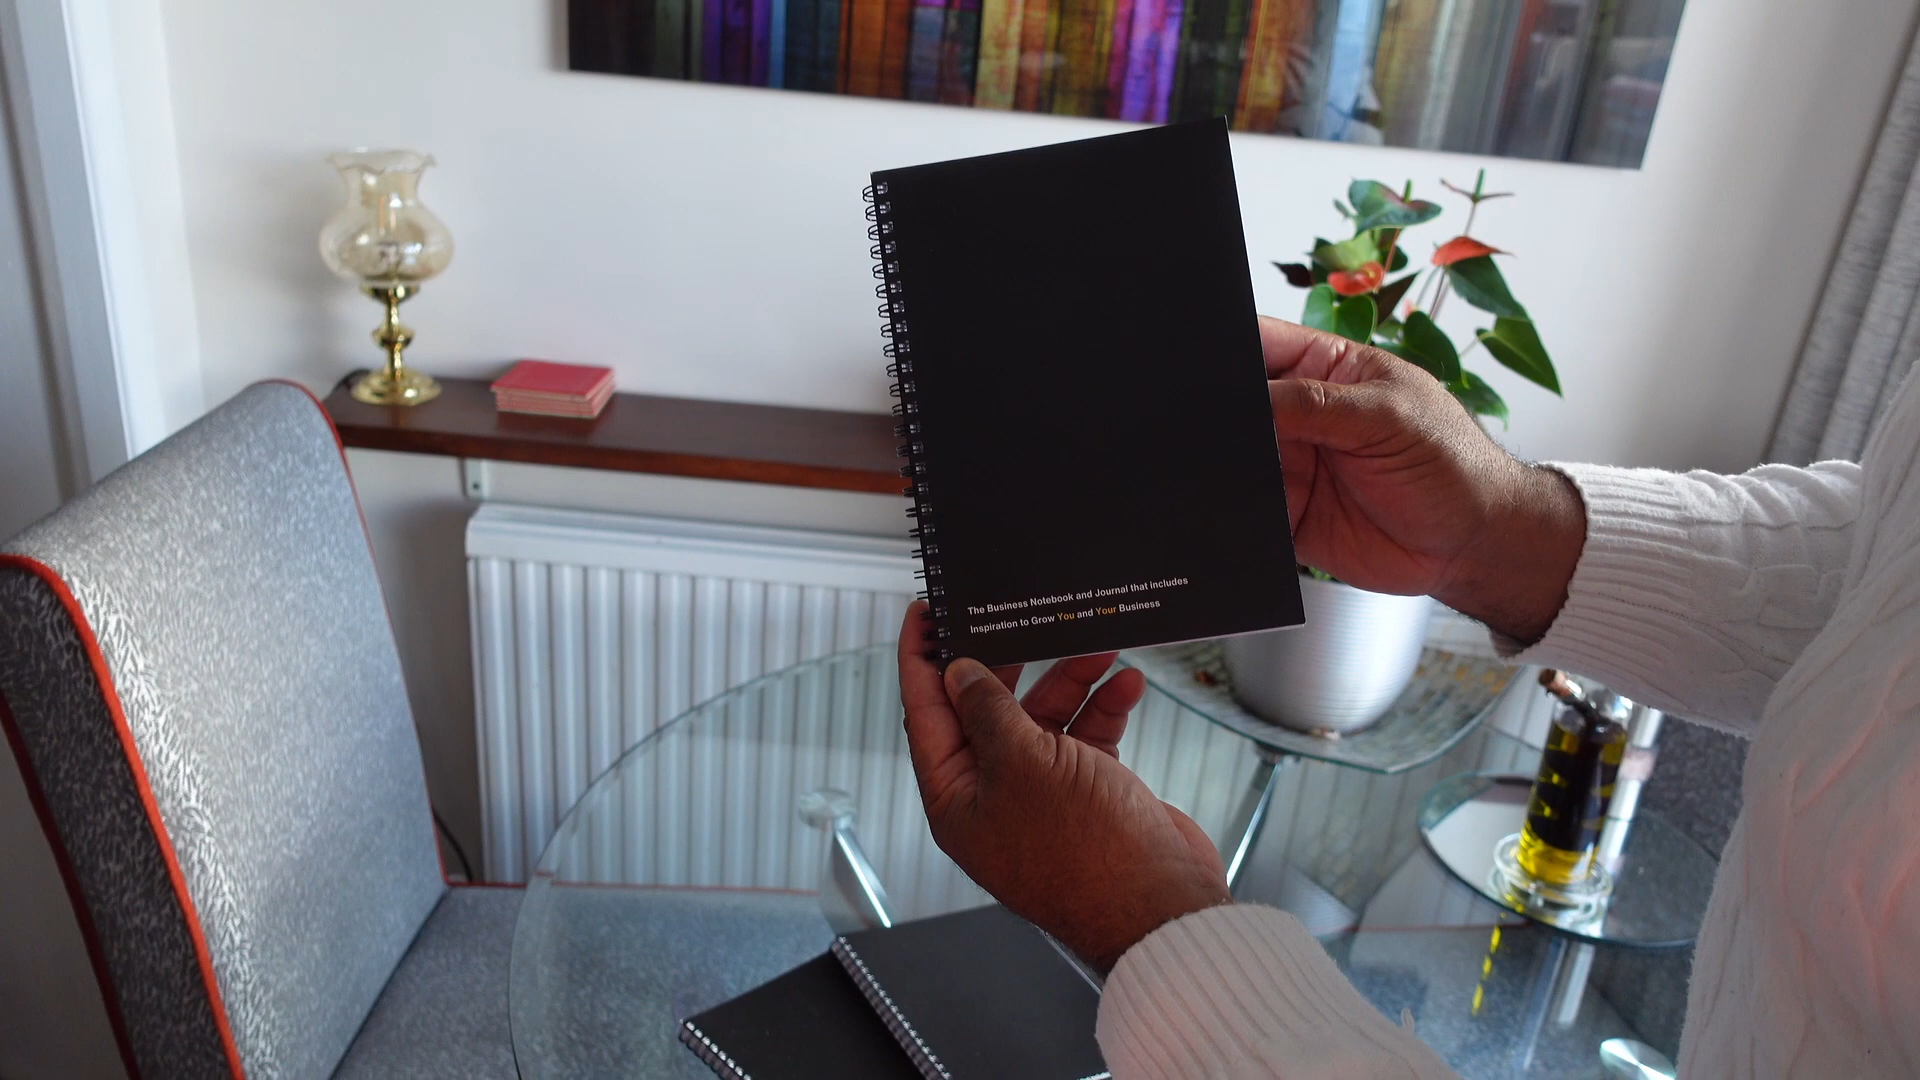 The Business Notebook and Journal that includes
Inspiration to Grow You and Your Business